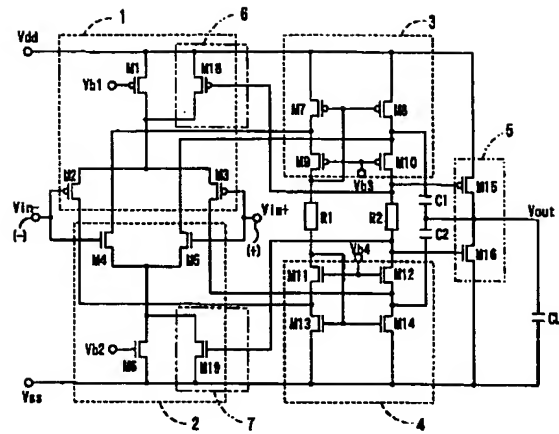 1
6
3
Vdd
M1
M18
Vb1
M7
M8
5
M2
M3
M9
M10
Vb3
M15
C1
Vin-
(-)
Vin+
(+)
R1
R2
Vout
M4
M5
C2
M16
Vb4
M11
M12
CL
M13
M14
Vb2
M6
M19
Vss
2
7
4